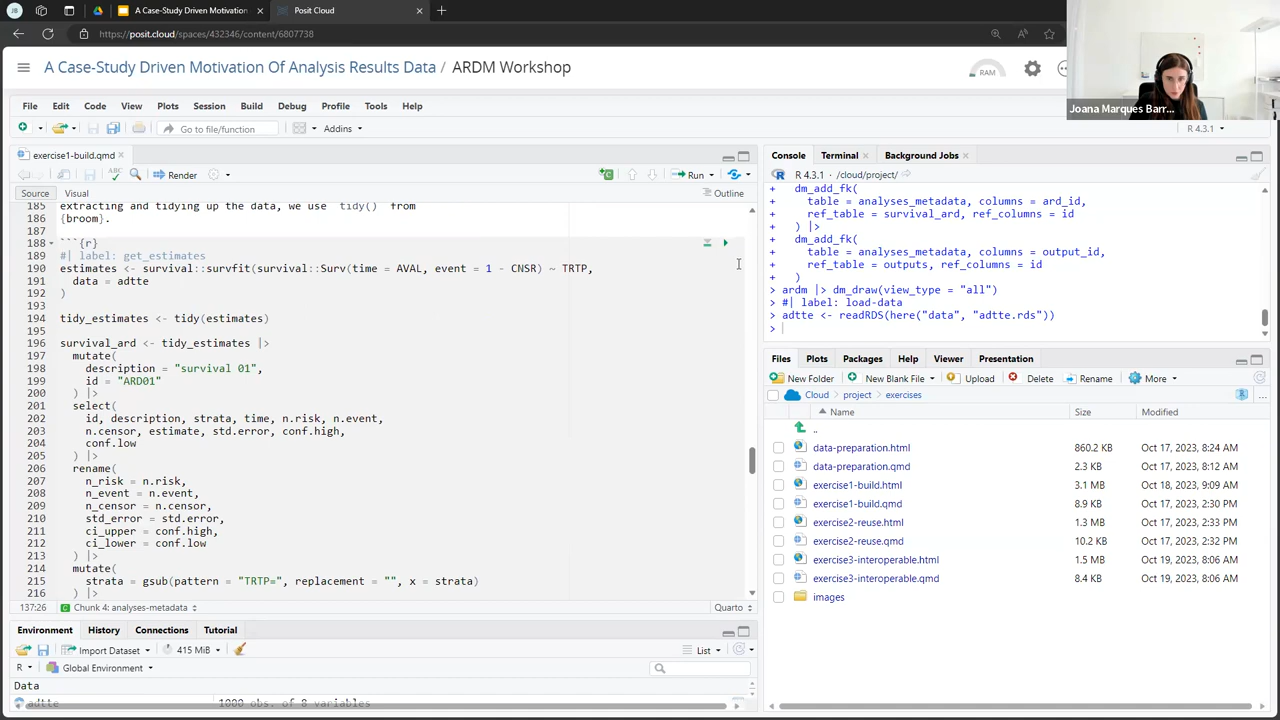 A Case-Study Driven Motivation
Posit Cloud
https://posit.cloud/spaces/432346/content/6807738
A Case-Study Driven Motivation Of Analysis Results Data / ARDM Workshop
RAM
Joana Marques Barr...
File Edit Code View Plots Session Build Debug Profile Tools Help
Go to file/function
Addins
R 4.3.1
exercise1-build.qmd
Render
Run
Source Visual
Outline
185 extracting and tidying up the data, we use `tidy()` from
186 {broom}.
187
188 ```{r}
189 #| label: get_estimates
190 estimates <- survival::survfit(survival::Surv(time = AVAL, event = 1 - CNSR) ~ TRTP,
191 data = adtte
192 )
193
194 tidy_estimates <- tidy(estimates)
195
196 survival_ard <- tidy_estimates |>
197 mutate(
198 description = "survival 01",
199 id = "ARD01"
200 ) |>
201 select(
202 id, description, strata, time, n.risk, n.event,
203 n.censor, estimate, std.error, conf.high,
204 conf.low
205 ) |>
206 rename(
207 n_risk = n.risk,
208 n_event = n.event,
209 n_censor = n.censor,
210 std_error = std.error,
211 ci_upper = conf.high,
212 ci_lower = conf.low
213 ) |>
214 mutate(
215 strata = gsub(pattern = "TRTP=", replacement = "", x = strata)
216 ) |>
137:26 Chunk 4: analyses-metadata
Quarto
Environment History Connections Tutorial
Import Dataset
415 MiB
List
R
Global Environment
Data
adtte 1000 obs. of 8 variables
Console Terminal Background Jobs
R 4.3.1 · /cloud/project/
+ dm_add_fk(
+ table = analyses_metadata, columns = ard_id,
+ ref_table = survival_ard, ref_columns = id
+ ) |>
+ dm_add_fk(
+ table = analyses_metadata, columns = output_id,
+ ref_table = outputs, ref_columns = id
+ )
> ardm |> dm_draw(view_type = "all")
> #| label: load-data
> adtte <- readRDS(here("data", "adtte.rds"))
>
Files Plots Packages Help Viewer Presentation
New Folder New Blank File Upload Delete Rename More
Cloud project exercises
Name Size Modified
..
data-preparation.html 860.2 KB Oct 17, 2023, 8:24 AM
data-preparation.qmd 2.3 KB Oct 17, 2023, 8:12 AM
exercise1-build.html 3.1 MB Oct 18, 2023, 9:09 AM
exercise1-build.qmd 8.9 KB Oct 17, 2023, 2:30 PM
exercise2-reuse.html 1.3 MB Oct 17, 2023, 2:33 PM
exercise2-reuse.qmd 10.2 KB Oct 17, 2023, 2:32 PM
exercise3-interoperable.html 1.5 MB Oct 19, 2023, 8:06 AM
exercise3-interoperable.qmd 8.4 KB Oct 19, 2023, 8:06 AM
images